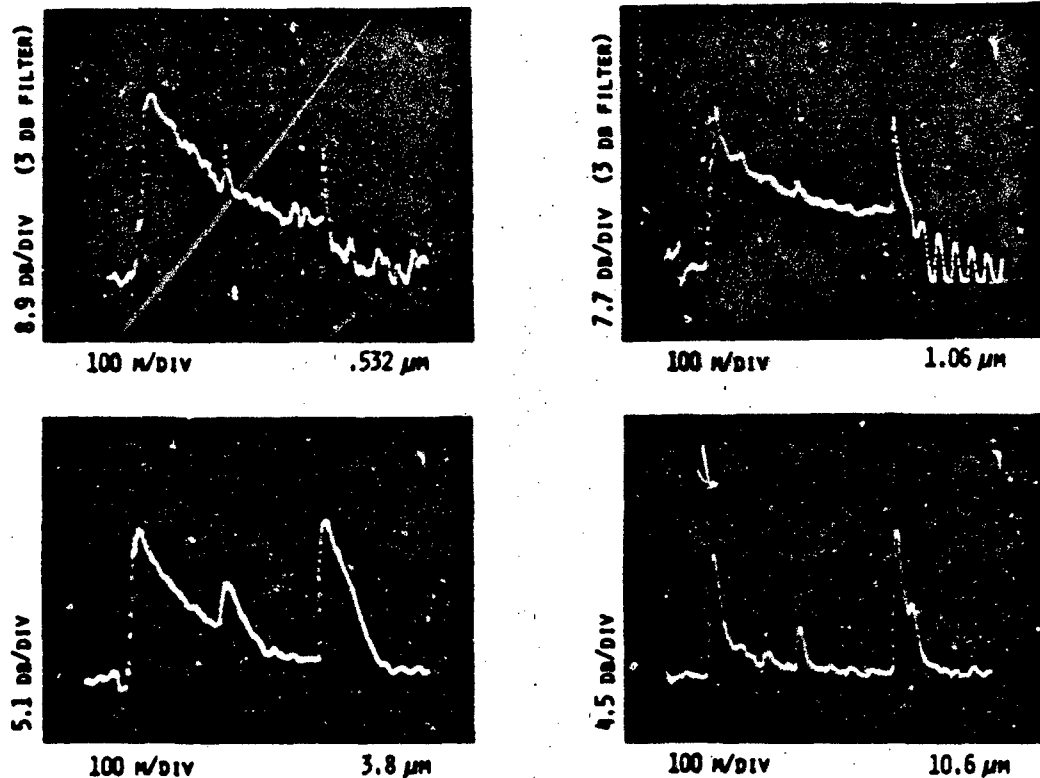 8.9 DB/DIV (3 DB FILTER)
100 M/DIV .532 µM
7.7 DB/DIV (3 DB FILTER)
100 M/DIV 1.06 µM
5.1 DB/DIV
100 M/DIV 3.8 µM
4.5 DB/DIV
100 M/DIV 10.6 µM